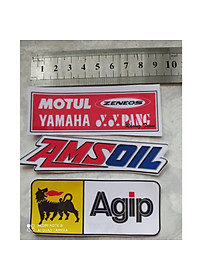 1 2 3 4 5 6 7 8 9 10
MOTUL ZENEOS
YAMAHA Y.Y.PANG
AMSOIL
Agip